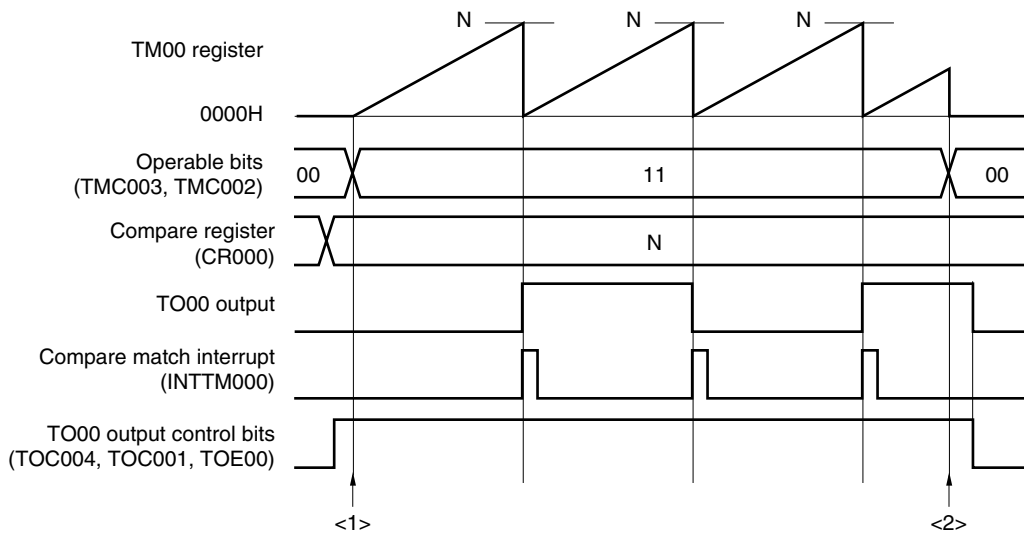 N N N
TM00 register
0000H
Operable bits
(TMC003, TMC002)
00 11 00
Compare register
(CR000)
N
TO00 output
Compare match interrupt
(INTTM000)
TO00 output control bits
(TOC004, TOC001, TOE00)
<1> <2>